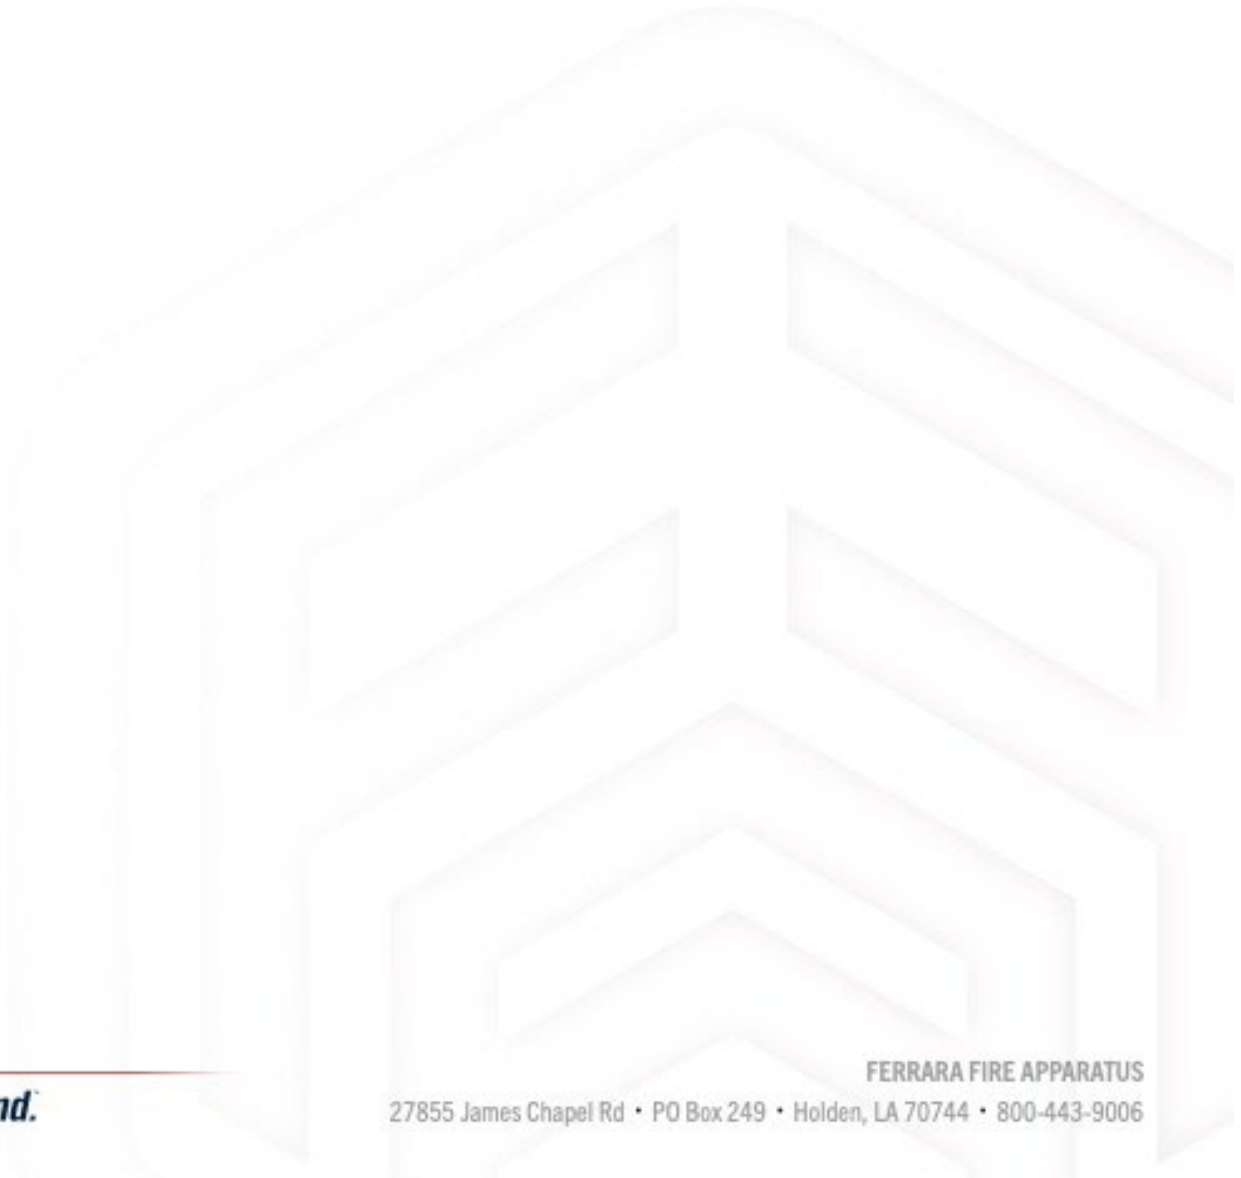 FERRARA FIRE APPARATUS
nd.
27855 James Chapel Rd • PO Box 249 • Holden, LA 70744 • 800-443-9006